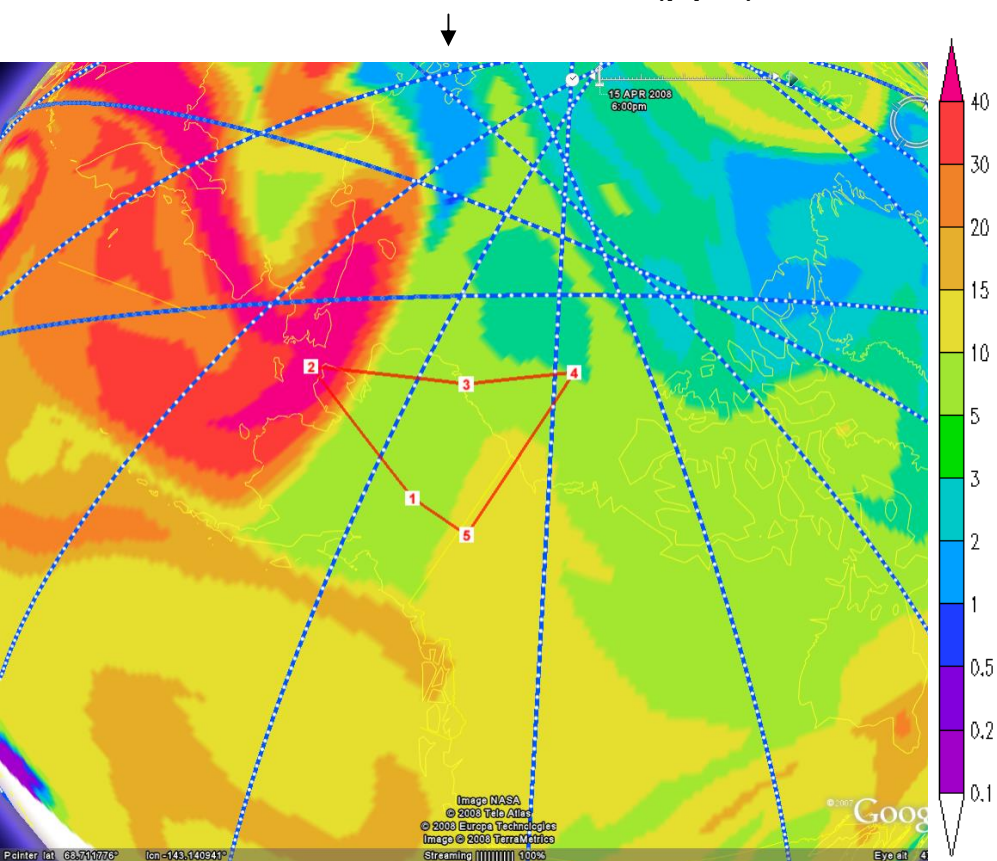 15 APR 2008
6:00pm
40
30
20
15
10
5
3
2
1
0.5
0.2
0.1
2
3
4
1
5
Image NASA
© 2008 Tele Atlas
© 2008 Europa Technologies
Image © 2008 TerraMetrics
©2007 Goog
Pointer lat 68.711776° lon -143.140941° Streaming |||||||||| 100% Eye alt